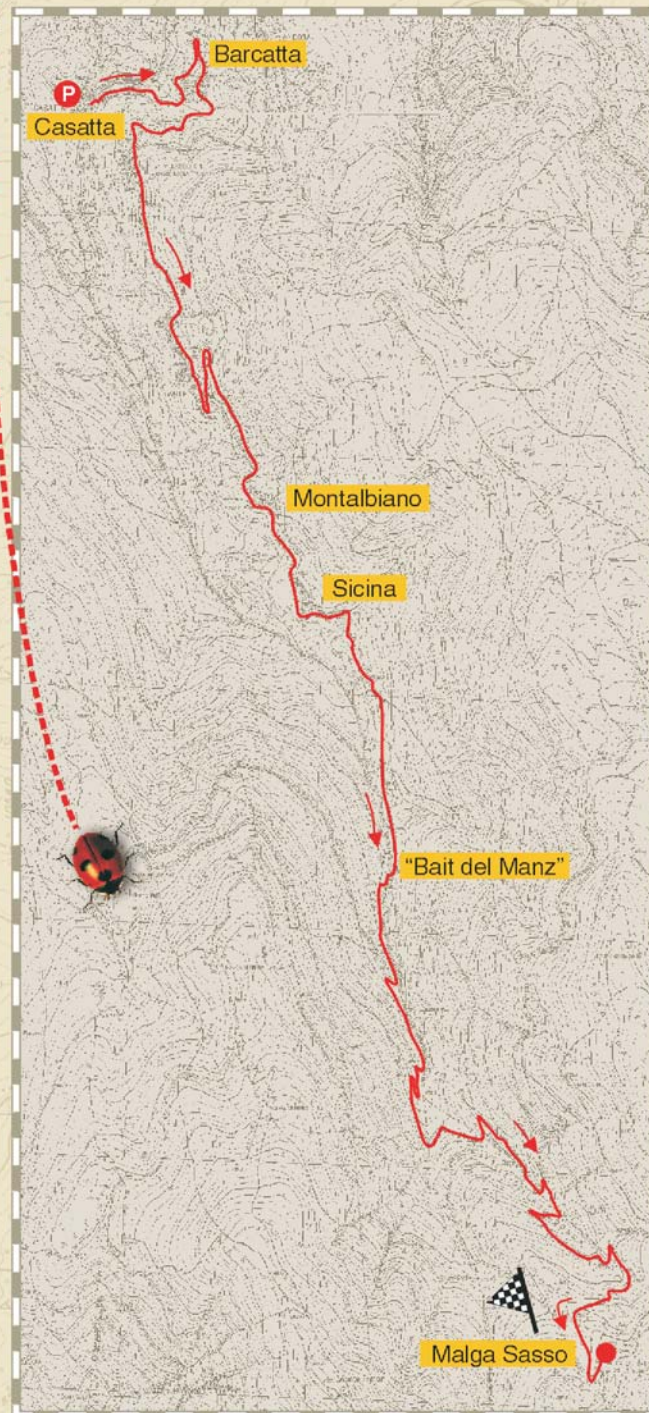 Barcatta
P
Casatta
Montalbiano
Sicina
“Bait del Manz”
Malga Sasso